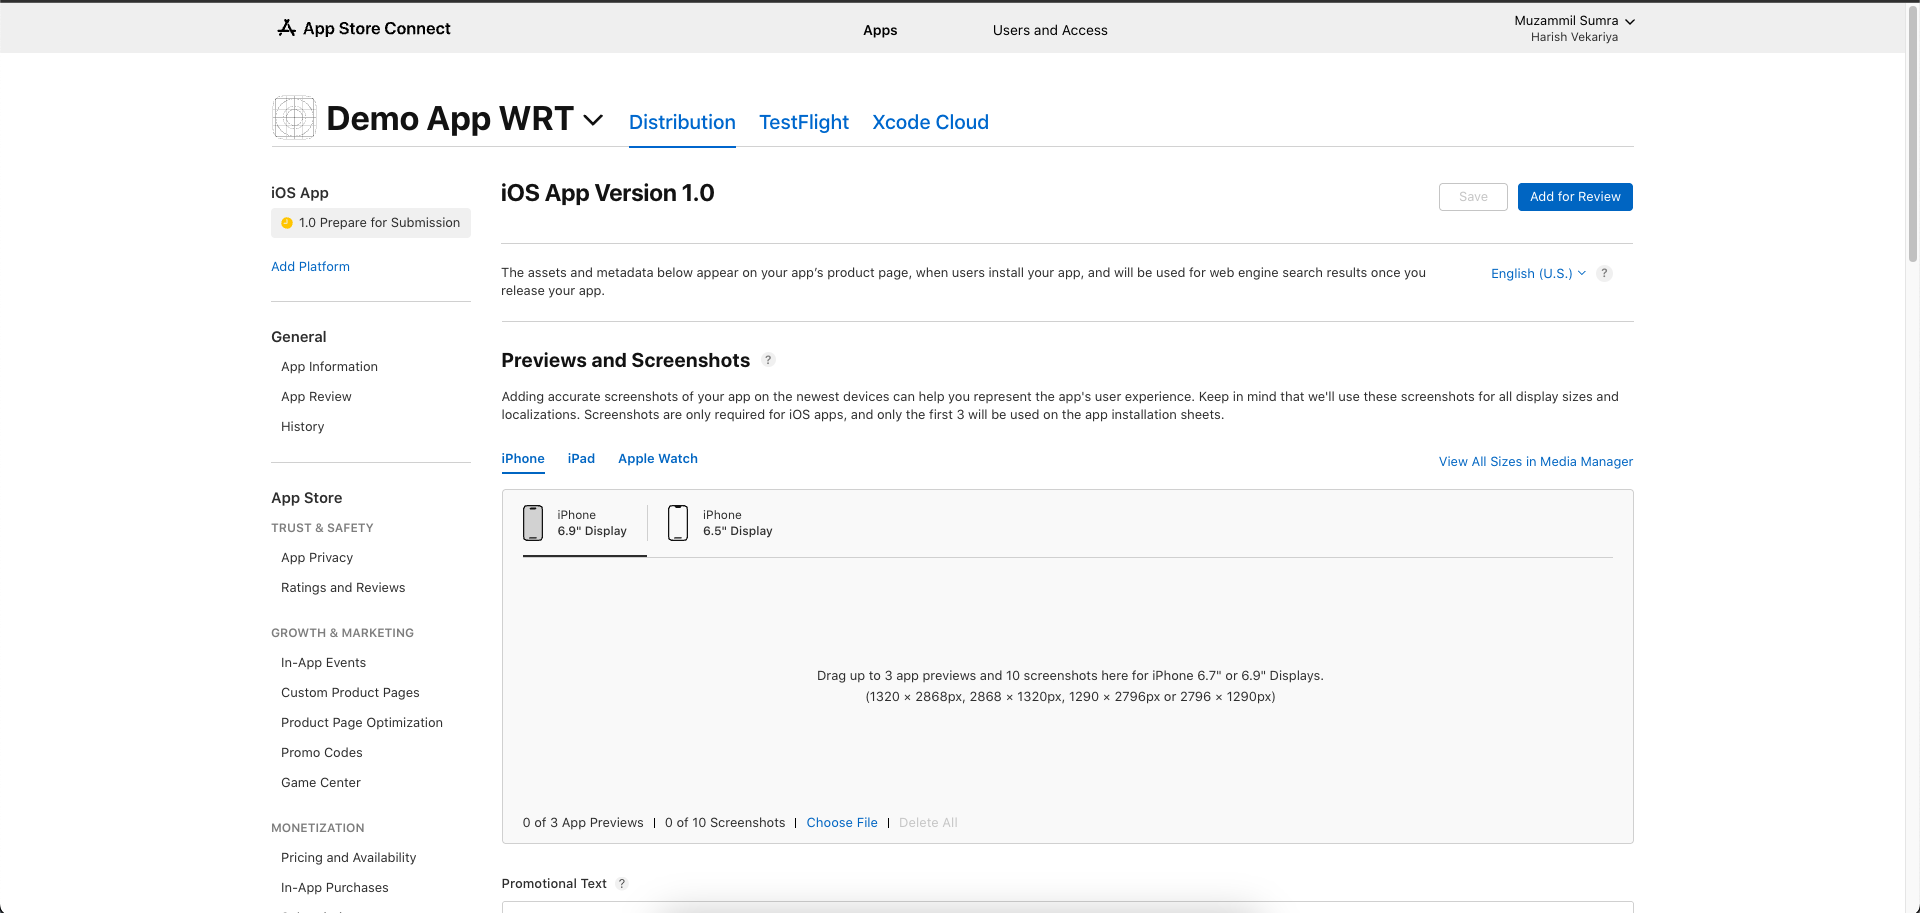 App Store Connect
Apps
Users and Access
Muzammil Sumra
Harish Vekariya
Demo App WRT
Distribution
TestFlight
Xcode Cloud
iOS App
1.0 Prepare for Submission
Add Platform
General
App Information
App Review
History
App Store
TRUST & SAFETY
App Privacy
Ratings and Reviews
GROWTH & MARKETING
In-App Events
Custom Product Pages
Product Page Optimization
Promo Codes
Game Center
MONETIZATION
Pricing and Availability
In-App Purchases
iOS App Version 1.0
Save
Add for Review
The assets and metadata below appear on your app’s product page, when users install your app, and will be used for web engine search results once you
release your app.
English (U.S.)
?
Previews and Screenshots ?
Adding accurate screenshots of your app on the newest devices can help you represent the app's user experience. Keep in mind that we'll use these screenshots for all display sizes and
localizations. Screenshots are only required for iOS apps, and only the first 3 will be used on the app installation sheets.
iPhone
iPad
Apple Watch
View All Sizes in Media Manager
iPhone
6.9" Display
iPhone
6.5" Display
Drag up to 3 app previews and 10 screenshots here for iPhone 6.7" or 6.9" Displays.
(1320 × 2868px, 2868 × 1320px, 1290 × 2796px or 2796 × 1290px)
0 of 3 App Previews | 0 of 10 Screenshots | Choose File | Delete All
Promotional Text ?